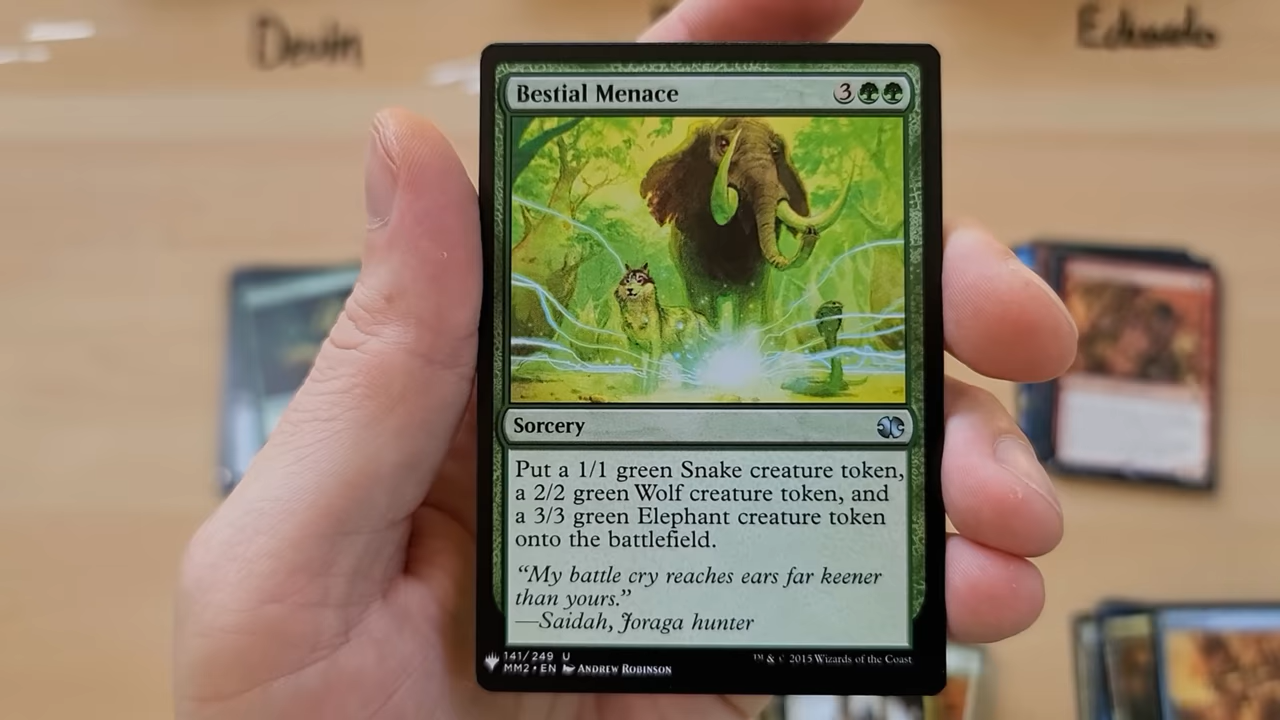 Devin
Bestial Menace 3
Sorcery
Put a 1/1 green Snake creature token,
a 2/2 green Wolf creature token, and
a 3/3 green Elephant creature token
onto the battlefield.
“My battle cry reaches ears far keener
than yours.”
—Saidah, Joraga hunter
141/249 U
MM2 • EN Andrew Robinson
™ & © 2015 Wizards of the Coast